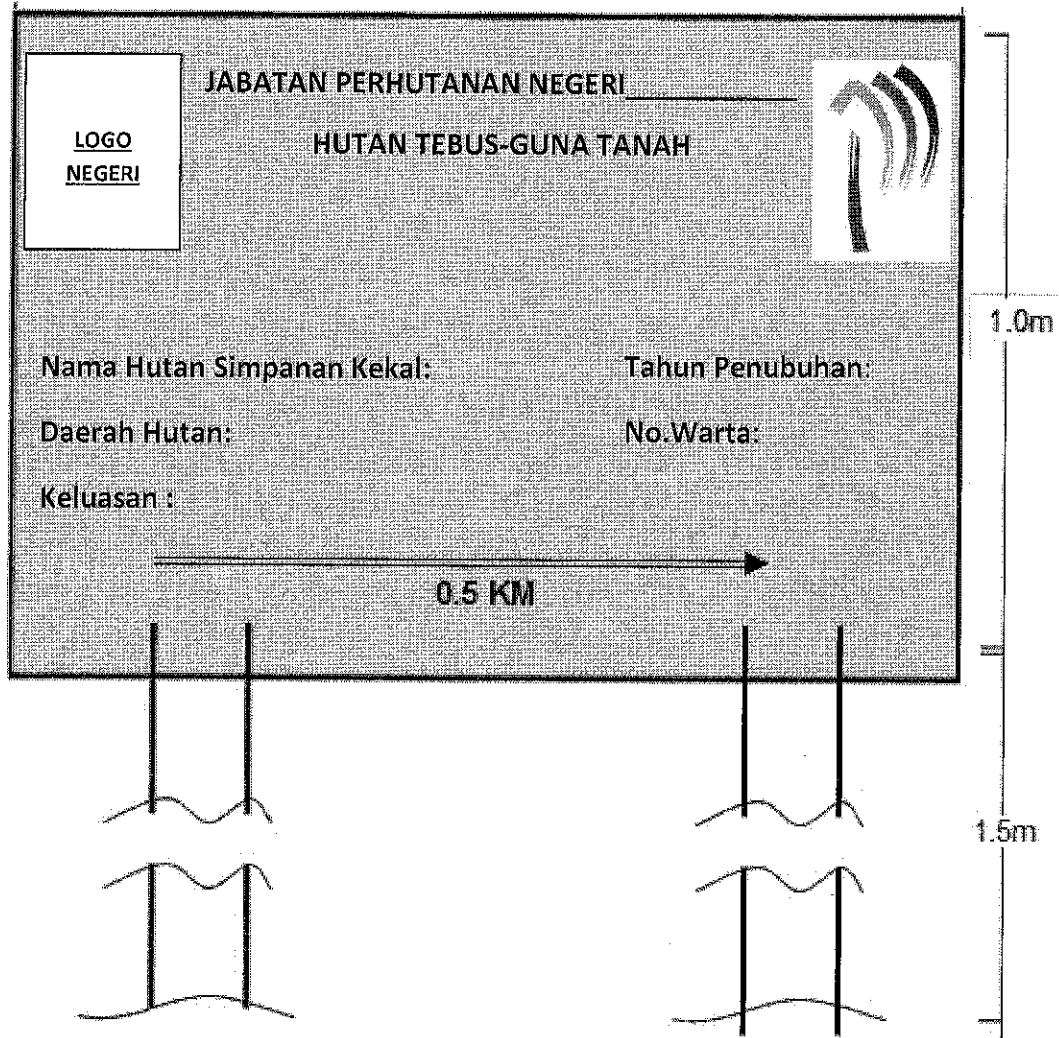 JABATAN PERHUTANAN NEGERI__________
LOGO
NEGERI
HUTAN TEBUS-GUNA TANAH
1.0m
Nama Hutan Simpanan Kekal: Tahun Penubuhan:
Daerah Hutan: No.Warta:
Keluasan :
0.5 KM
1.5m